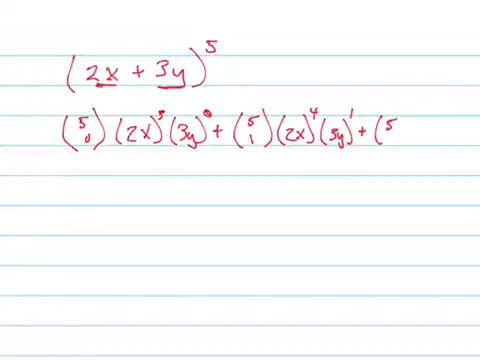 (2x + 3y)^5
(5 0) (2x)^5 (3y)^0 + (5 1) (2x)^4 (3y)^1 + (5